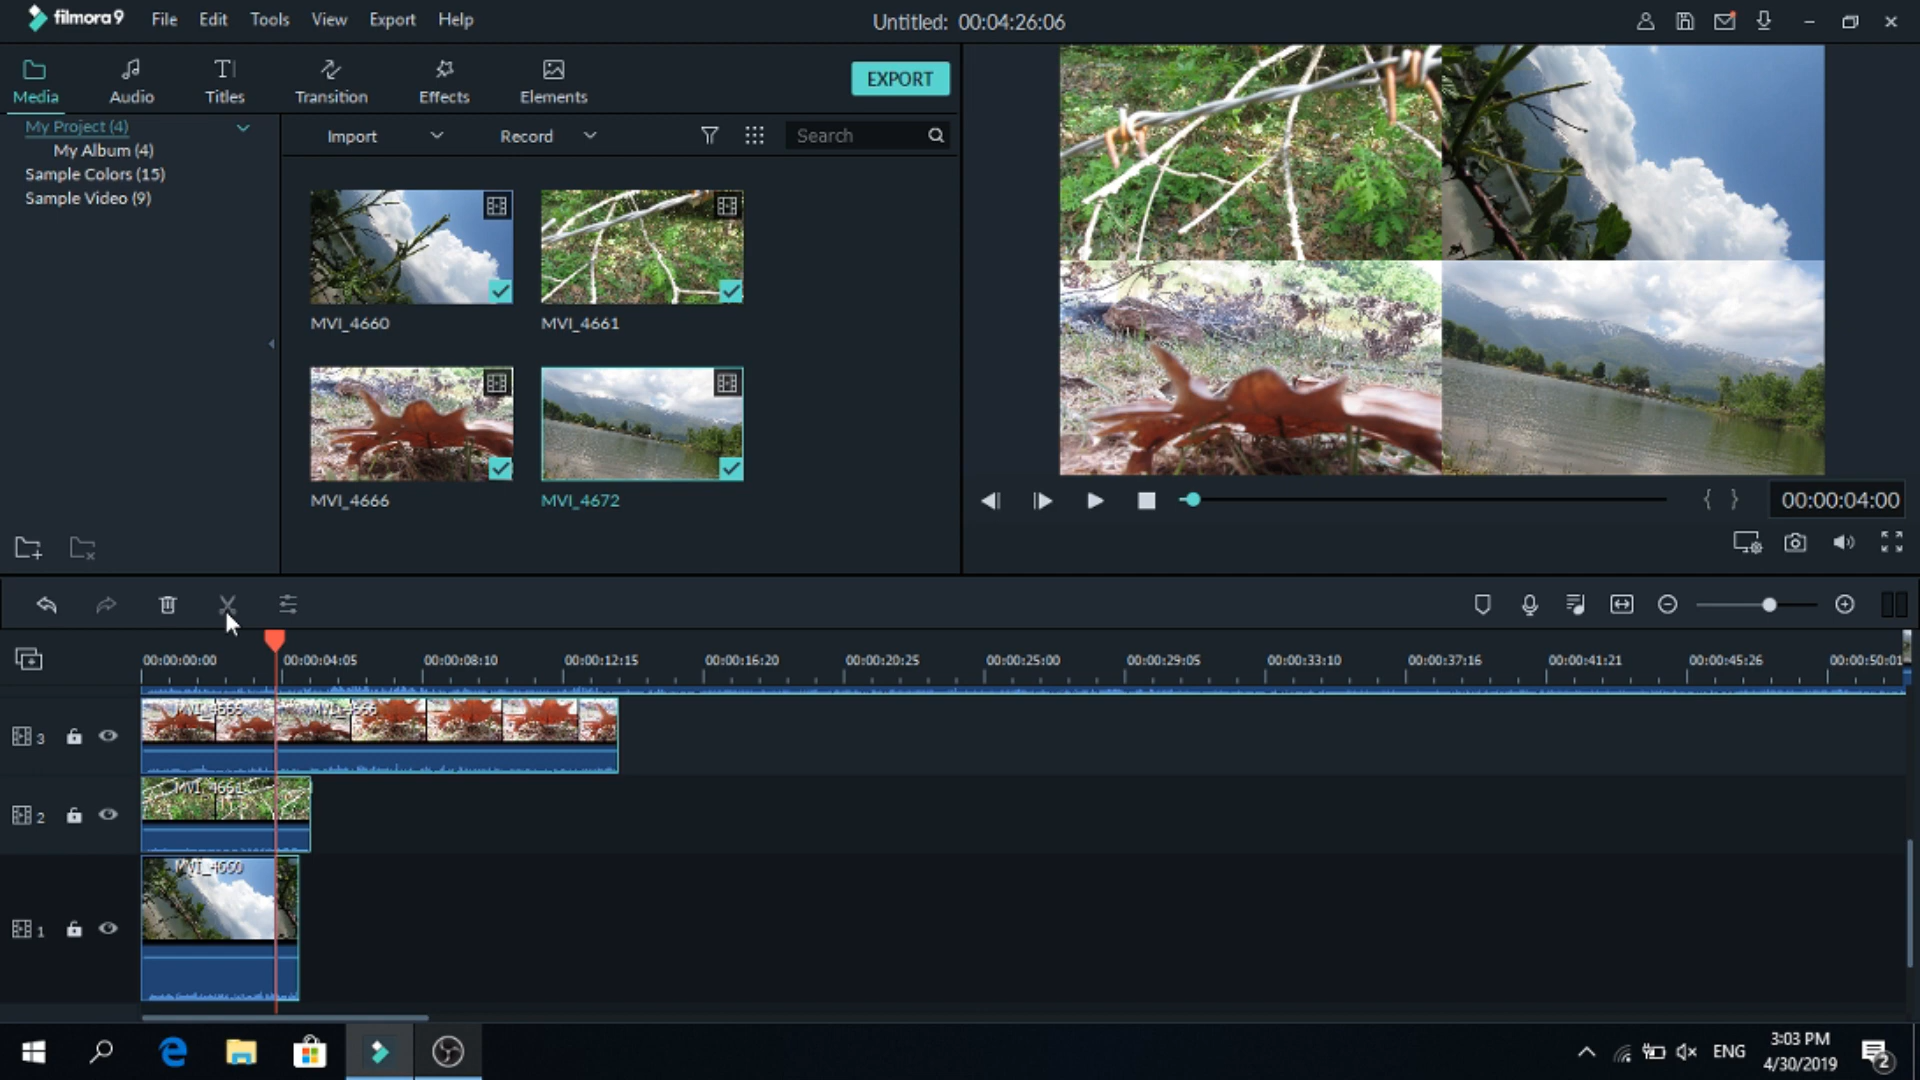 filmora9 File Edit Tools View Export Help
Untitled: 00:04:26:06
Media Audio Titles Transition Effects Elements
EXPORT
My Project (4)
My Album (4)
Sample Colors (15)
Sample Video (9)
Import Record Search
MVI_4660
MVI_4661
MVI_4666
MVI_4672
{ } 00:00:04:00
00:00:00:00 00:00:04:05 00:00:08:10 00:00:12:15 00:00:16:20 00:00:20:25 00:00:25:00 00:00:29:05 00:00:33:10 00:00:37:16 00:00:41:21 00:00:45:26 00:00:50:01
3 MVI_4666 MVI_4666
2 MVI_4661
1 MVI_4660
ENG
3:03 PM
4/30/2019
2